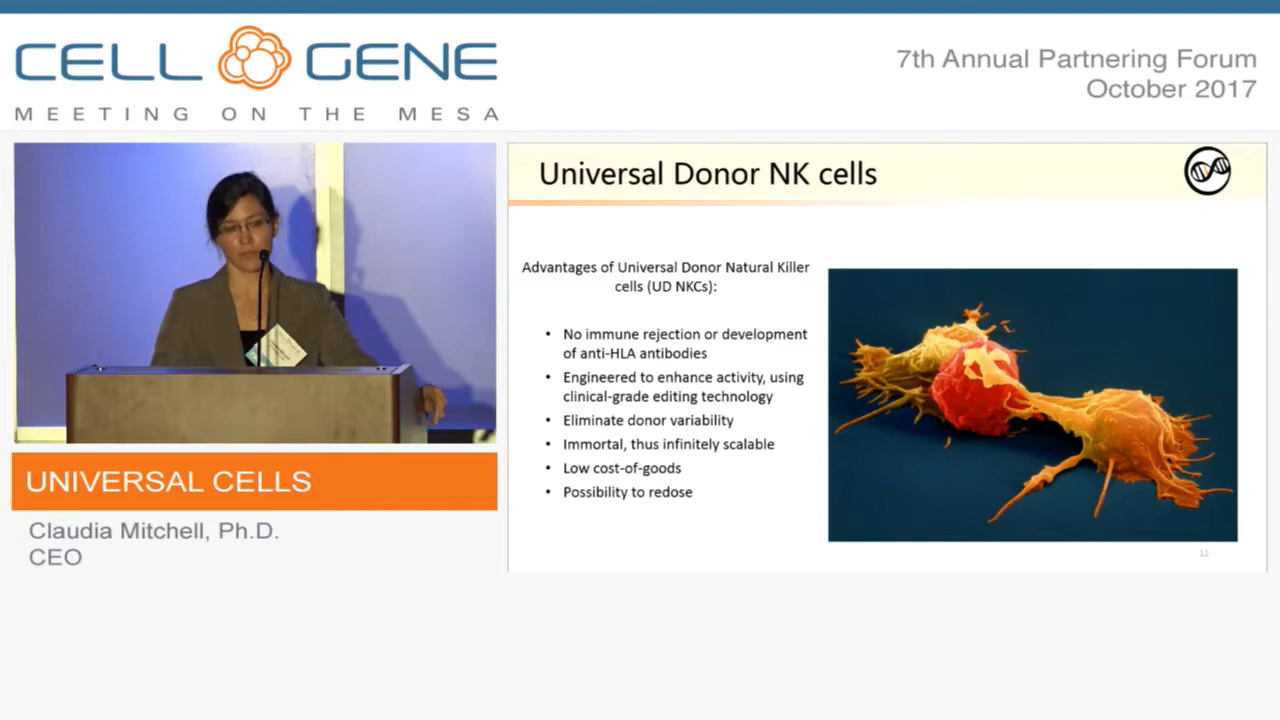 CELL GENE
MEETING ON THE MESA
7th Annual Partnering Forum
October 2017
Universal Donor NK cells
Advantages of Universal Donor Natural Killer
cells (UD NKCs):
• No immune rejection or development
of anti-HLA antibodies
• Engineered to enhance activity, using
clinical-grade editing technology
• Eliminate donor variability
• Immortal, thus infinitely scalable
• Low cost-of-goods
• Possibility to redose
12
UNIVERSAL CELLS
Claudia Mitchell, Ph.D.
CEO